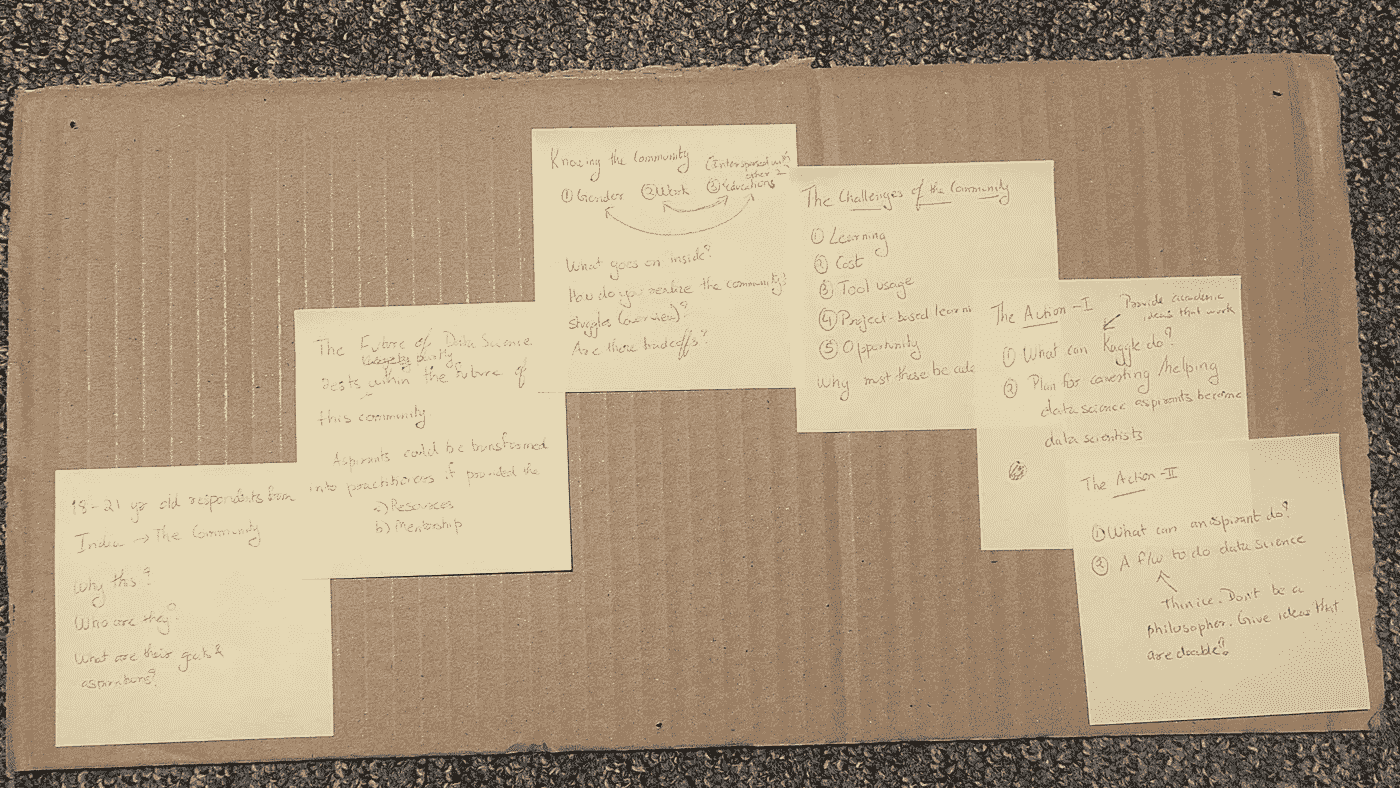 18-21 yr old respondents from
India → The Community
Why this?
Who are they?
What are their goals &
aspirations?
The Future of Data Science
partly
Rests within the future of
this community
Aspirants could be transformed
into practitioners if provided the
a) Resources
b) Mentorship
Knowing the Community
(Interspersed with
other 2
① Gender ② Work ③ Educations
What goes on inside?
How do you realize the community?
Struggles (overview)?
Are there tradeoffs?
The Challenges of the Community
① Learning
② Cost
③ Tool usage
④ Project-based learni
⑤ Opportunity
Why must these be
The Action-I
Provide academic
ideas that work
① What can Kaggle do?
② Plan for converting/helping
data science aspirants become
data scientists
The Action-II
① What can an aspirant do?
② A f/w to do data science
Thin ice. Don't be a
philosopher. Give ideas that
are doable!